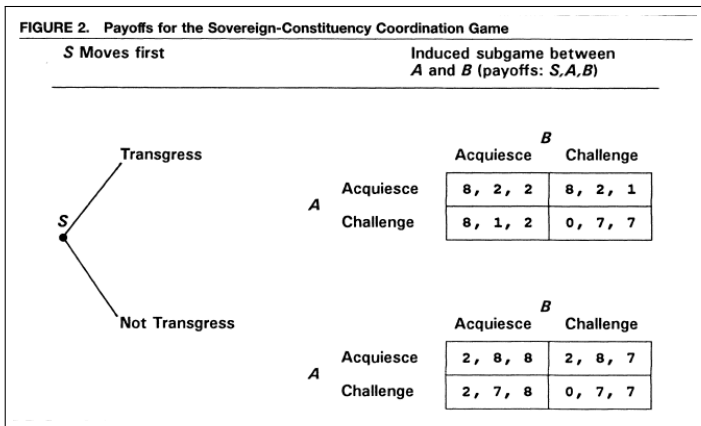 FIGURE 2. Payoffs for the Sovereign-Constituency Coordination Game
S Moves first
Induced subgame between
A and B (payoffs: S,A,B)
B
Transgress
Acquiesce Challenge
A
Acquiesce 8, 2, 2 8, 2, 1
Challenge 8, 1, 2 0, 7, 7
S
B
Not Transgress
Acquiesce Challenge
A
Acquiesce 2, 8, 8 2, 8, 7
Challenge 2, 7, 8 0, 7, 7